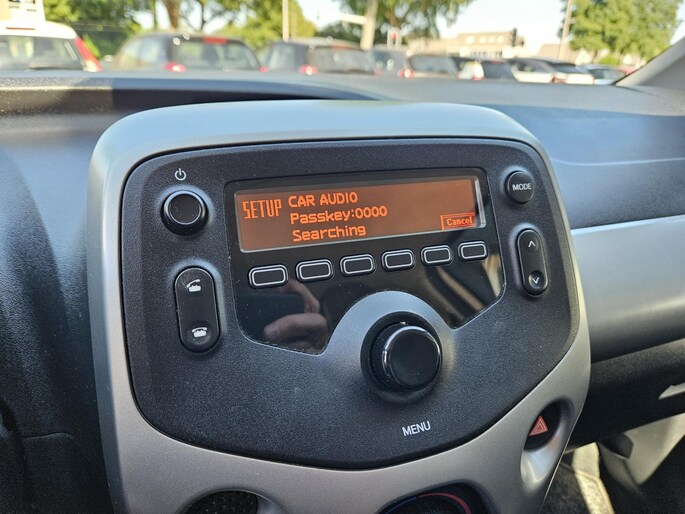 MODE
SETUP
CAR AUDIO
Passkey:0000
Searching
Cancel
MENU